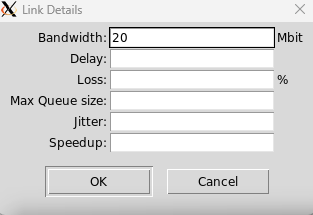 Link Details
Bandwidth: 20 Mbit
Delay:
Loss: %
Max Queue size:
Jitter:
Speedup:
OK Cancel